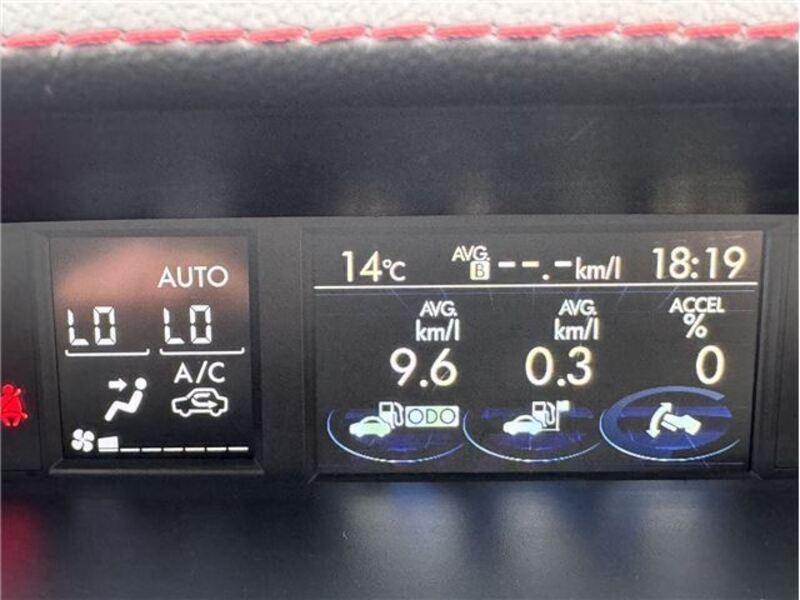 AUTO
LO LO
A/C
14°C AVG. B --.-km/l 18:19
AVG. km/l 9.6
AVG. km/l 0.3
ACCEL % 0
ODO